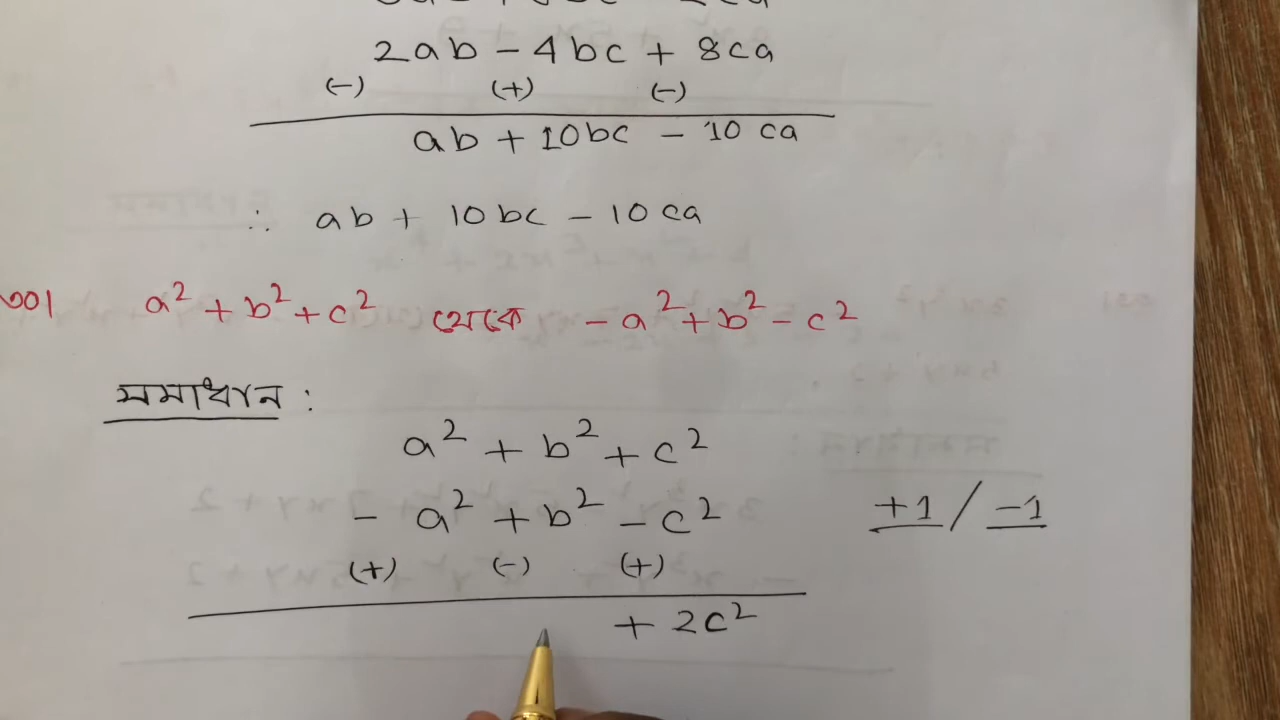 2ab - 4bc + 8ca
(-) (+) (-)
ab + 10bc - 10ca
∴ ab + 10bc - 10ca
৩০। a² + b² + c² থেকে - a² + b² - c²
সমাধান :
a² + b² + c²
- a² + b² - c² +1 / -1
(+) (-) (+)
+ 2c²